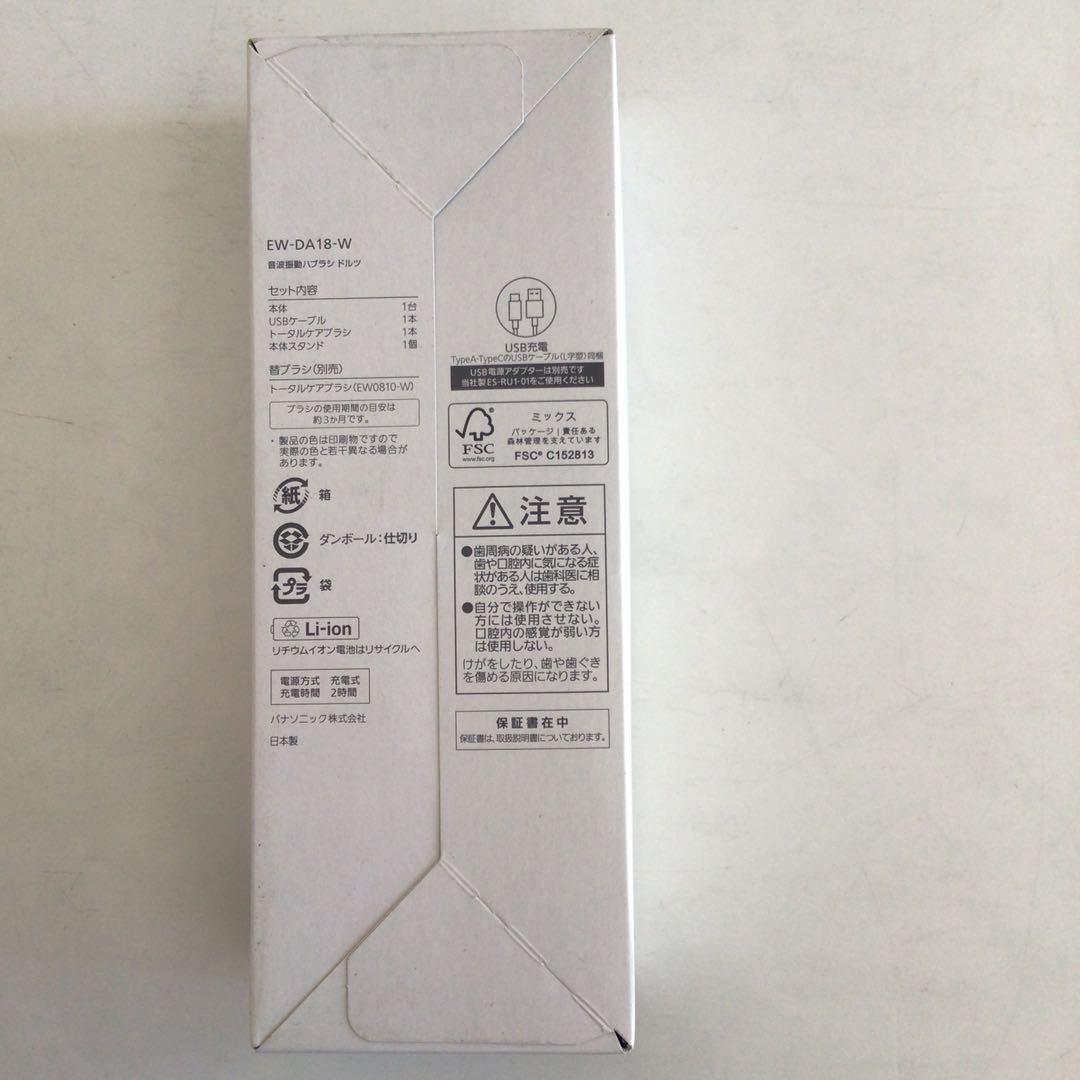 EW-DA18-W
音波振動ハブラシ ドルツ
セット内容
本体 1台
USBケーブル 1本
トータルケアブラシ 1本
本体スタンド 1個
替ブラシ(別売)
トータルケアブラシ(EW0810-W)
ブラシの使用期間の目安は
約3か月です。
・製品の色は印刷物ですので
実際の色と若干異なる場合が
あります。
紙 箱
ダンボール:仕切り
プラ 袋
Li-ion
リチウムイオン電池はリサイクルへ
電源方式 充電式
充電時間 2時間
パナソニック株式会社
日本製
USB充電
TypeA-TypeCのUSBケーブル(L字型)同梱
USB電源アダプターは別売です
当社製ES-RU1-01をご使用ください
FSC
www.fsc.org
ミックス
パッケージ|責任ある
森林管理を支えています
FSC® C152813
注意
●歯周病の疑いがある人、
歯や口腔内に気になる症
状がある人は歯科医に相
談のうえ、使用する。
●自分で操作ができない
方には使用させない。
口腔内の感覚が弱い方
は使用しない。
けがをしたり、歯や歯ぐき
を傷める原因になります。
保証書在中
保証書は、取扱説明書についております。